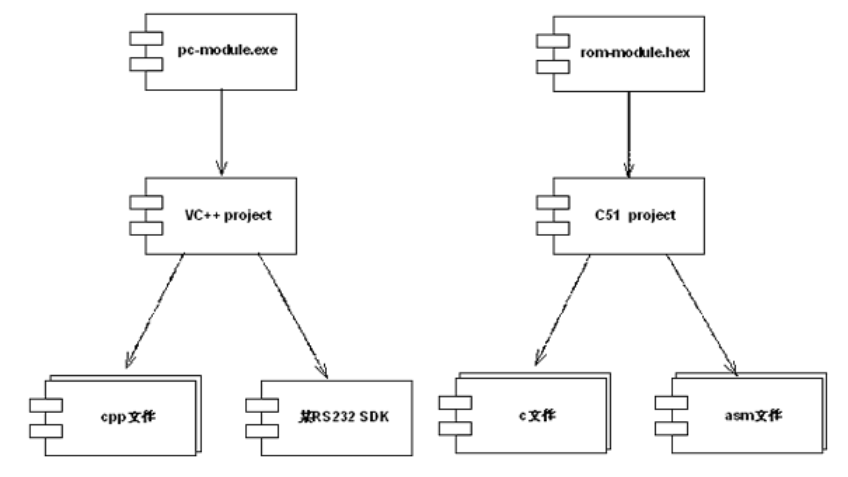 pc-module.exe
rom-module.hex
VC++ project
C51 project
cpp文件
某RS232 SDK
c文件
asm文件